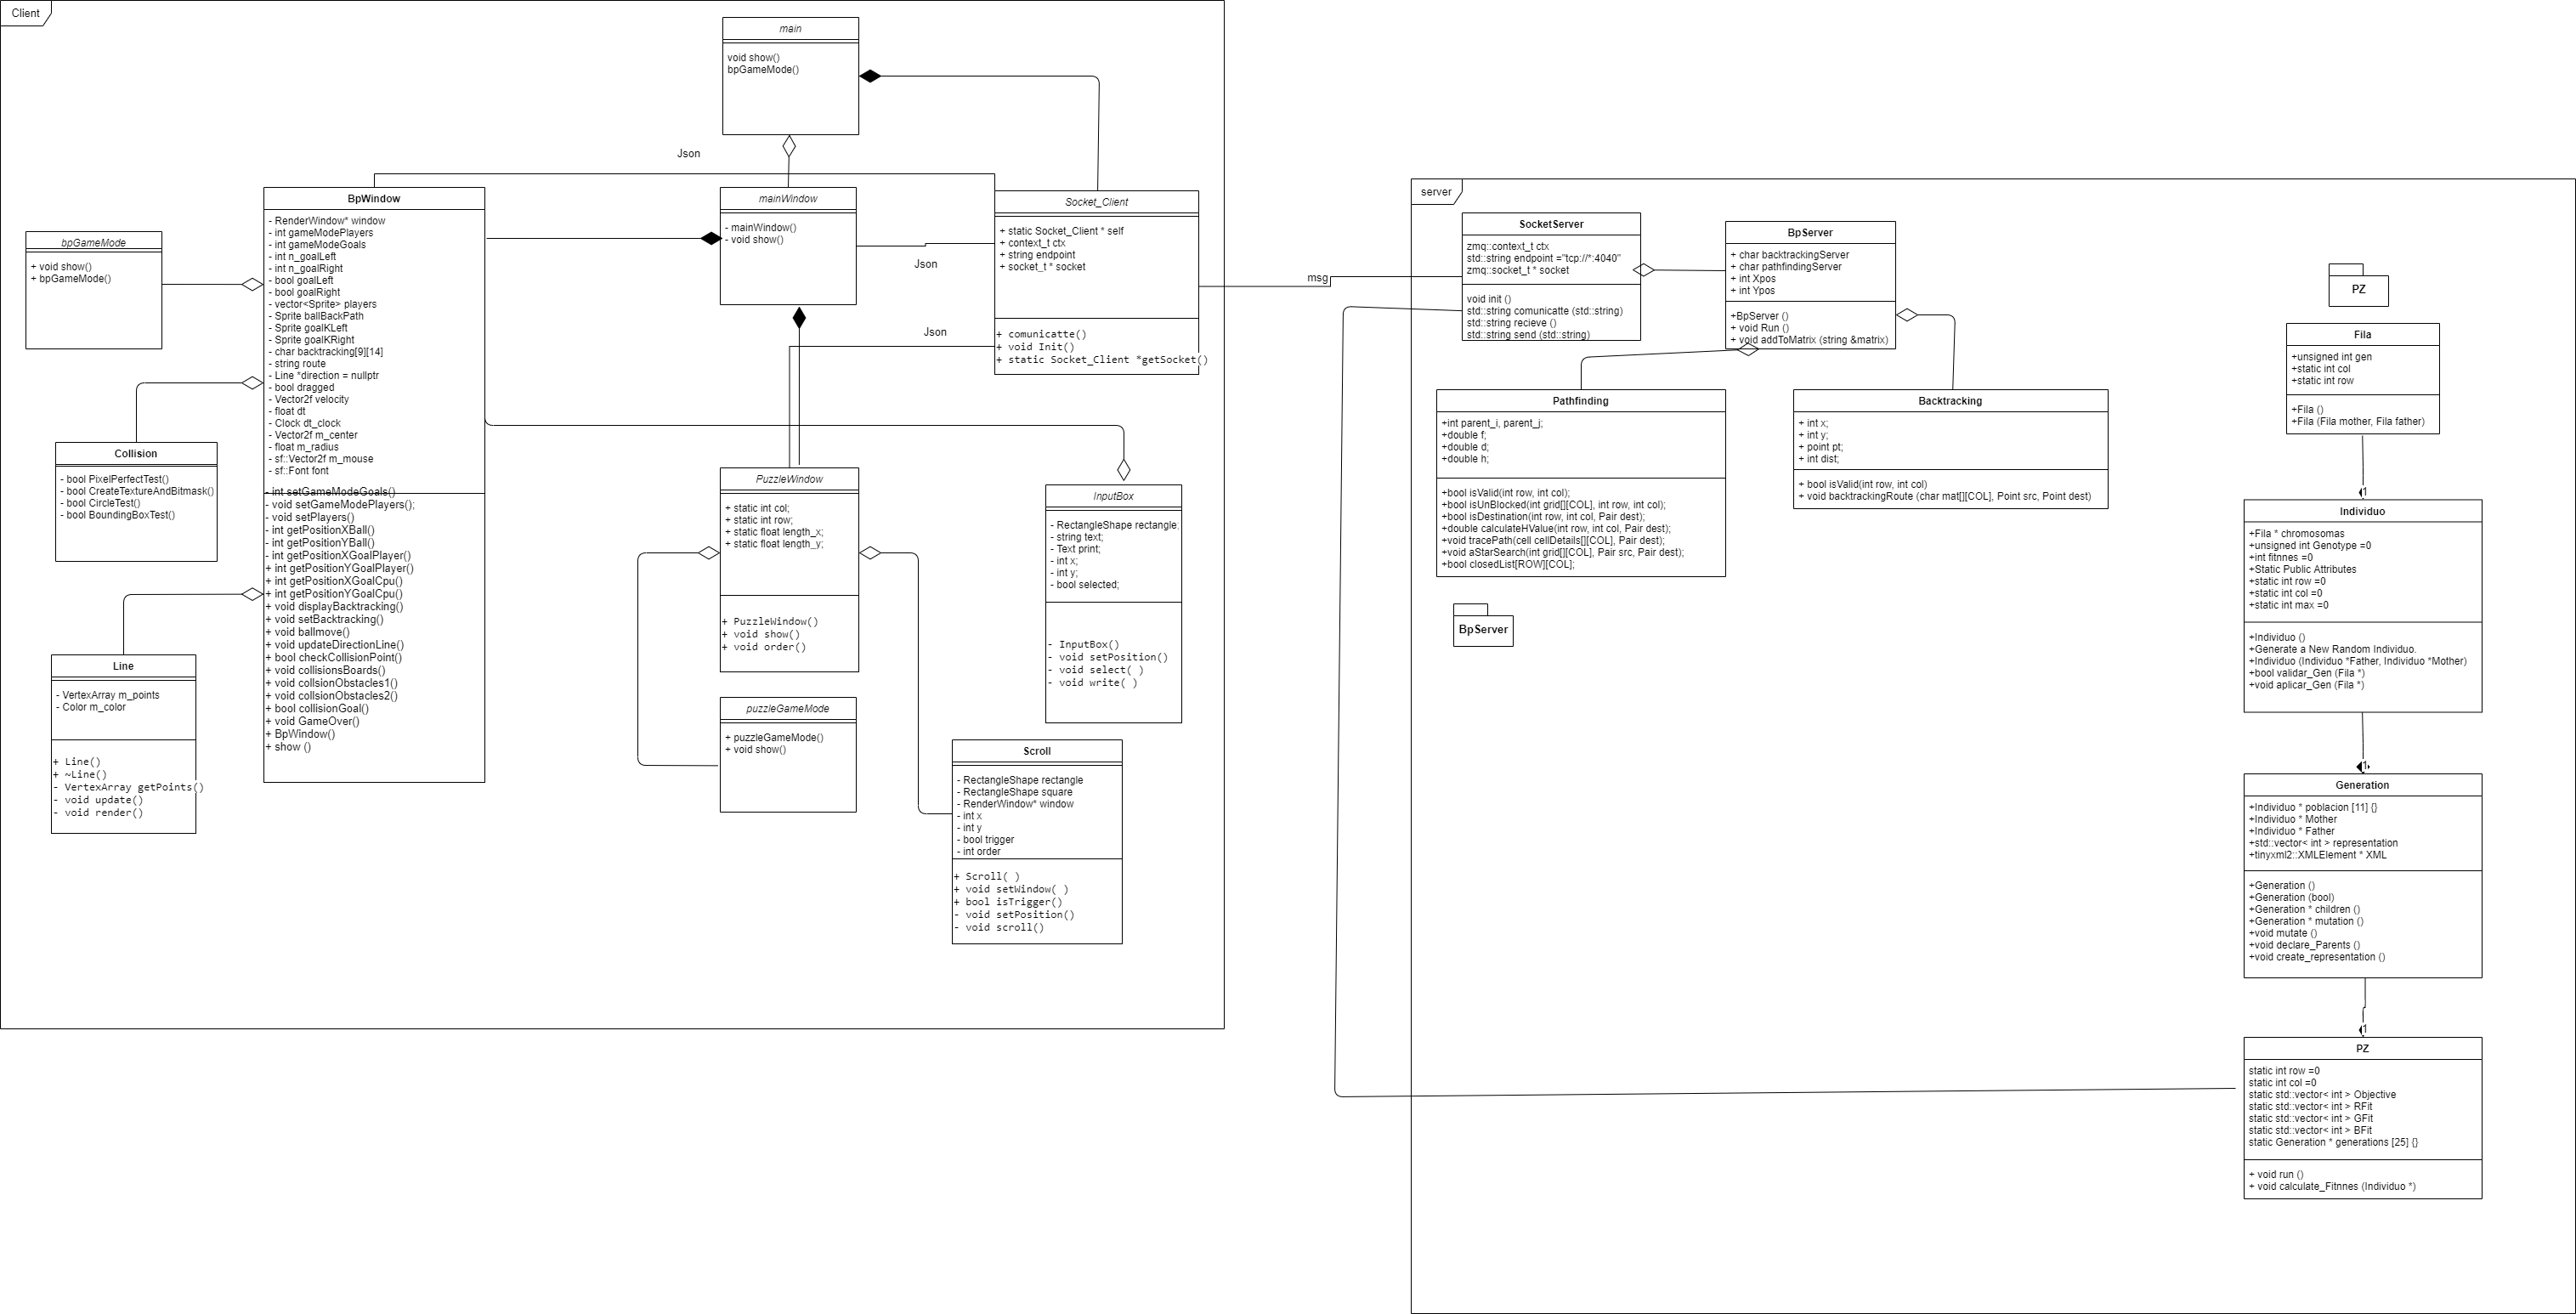 Client
main
void show()
bpGameMode()
Json
bpGameMode
+ void show()
+ bpGameMode()
BpWindow
- RenderWindow* window
- int gameModePlayers
- int gameModeGoals
- int n_goalLeft
- int n_goalRight
- bool goalLeft
- bool goalRight
- vector<Sprite> players
- Sprite ballBackPath
- Sprite goalKLeft
- Sprite goalKRight
- char backtracking[9][14]
- string route
- Line *direction = nullptr
- bool dragged
- Vector2f velocity
- float dt
- Clock dt_clock
- Vector2f m_center
- float m_radius
- sf::Vector2f m_mouse
- sf::Font font
- int setGameModeGoals()
- void setGameModePlayers();
- void setPlayers()
- int getPositionXBall()
- int getPositionYBall()
- int getPositionXGoalPlayer()
+ int getPositionYGoalPlayer()
+ int getPositionXGoalCpu()
+ int getPositionYGoalCpu()
+ void displayBacktracking()
+ void setBacktracking()
+ void ballmove()
+ void updateDirectionLine()
+ bool checkCollisionPoint()
+ void collisionsBoards()
+ void collsionObstacles1()
+ void collsionObstacles2()
+ bool collisionGoal()
+ void GameOver()
+ BpWindow()
+ show ()
mainWindow
- mainWindow()
- void show()
Json
Json
Socket_Client
+ static Socket_Client * self
+ context_t ctx
+ string endpoint
+ socket_t * socket
+ comunicatte()
+ void Init()
+ static Socket_Client *getSocket()
Collision
- bool PixelPerfectTest()
- bool CreateTextureAndBitmask()
- bool CircleTest()
- bool BoundingBoxTest()
Line
- VertexArray m_points
- Color m_color
+ Line()
+ ~Line()
- VertexArray getPoints()
- void update()
- void render()
PuzzleWindow
+ static int col;
+ static int row;
+ static float length_x;
+ static float length_y;
+ PuzzleWindow()
+ void show()
+ void order()
puzzleGameMode
+ puzzleGameMode()
+ void show()
InputBox
- RectangleShape rectangle;
- string text;
- Text print;
- int x;
- int y;
- bool selected;
- InputBox()
- void setPosition()
- void select( )
- void write( )
Scroll
- RectangleShape rectangle
- RectangleShape square
- RenderWindow* window
- int x
- int y
- bool trigger
- int order
+ Scroll( )
+ void setWindow( )
+ bool isTrigger()
- void setPosition()
- void scroll()
msg
server
SocketServer
zmq::context_t ctx
std::string endpoint ="tcp://*:4040"
zmq::socket_t * socket
void init ()
std::string comunicatte (std::string)
std::string recieve ()
std::string send (std::string)
BpServer
+ char backtrackingServer
+ char pathfindingServer
+ int Xpos
+ int Ypos
+BpServer ()
+ void Run ()
+ void addToMatrix (string &matrix)
Pathfinding
+int parent_i, parent_j;
+double f;
+double d;
+double h;
+bool isValid(int row, int col);
+bool isUnBlocked(int grid[][COL], int row, int col);
+bool isDestination(int row, int col, Pair dest);
+double calculateHValue(int row, int col, Pair dest);
+void tracePath(cell cellDetails[][COL], Pair dest);
+void aStarSearch(int grid[][COL], Pair src, Pair dest);
+bool closedList[ROW][COL];
Backtracking
+ int x;
+ int y;
+ point pt;
+ int dist;
+ bool isValid(int row, int col)
+ void backtrackingRoute (char mat[][COL], Point src, Point dest)
BpServer
PZ
Fila
+unsigned int gen
+static int col
+static int row
+Fila ()
+Fila (Fila mother, Fila father)
1
Individuo
+Fila * chromosomas
+unsigned int Genotype =0
+int fitnnes =0
+Static Public Attributes
+static int row =0
+static int col =0
+static int max =0
+Individuo ()
+Generate a New Random Individuo.
+Individuo (Individuo *Father, Individuo *Mother)
+bool validar_Gen (Fila *)
+void aplicar_Gen (Fila *)
1
Generation
+Individuo * poblacion [11] {}
+Individuo * Mother
+Individuo * Father
+std::vector< int > representation
+tinyxml2::XMLElement * XML
+Generation ()
+Generation (bool)
+Generation * children ()
+Generation * mutation ()
+void mutate ()
+void declare_Parents ()
+void create_representation ()
1
PZ
static int row =0
static int col =0
static std::vector< int > Objective
static std::vector< int > RFit
static std::vector< int > GFit
static std::vector< int > BFit
static Generation * generations [25] {}
+ void run ()
+ void calculate_Fitnnes (Individuo *)